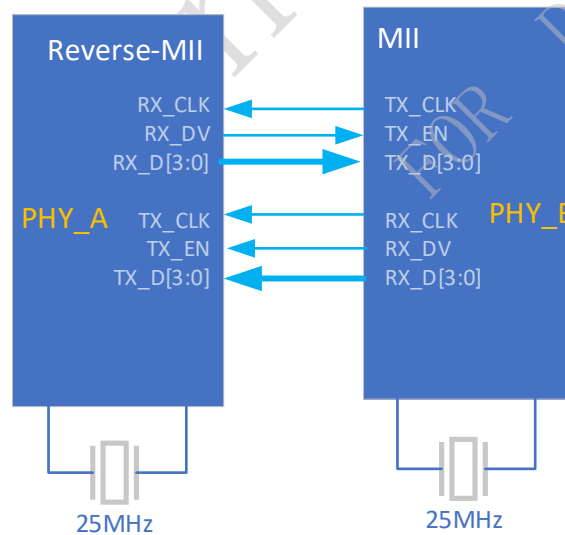 Reverse-MII
RX_CLK
RX_DV
RX_D[3:0]
PHY_A
TX_CLK
TX_EN
TX_D[3:0]
25MHz
MII
TX_CLK
TX_EN
TX_D[3:0]
RX_CLK
RX_DV
RX_D[3:0]
25MHz
FOR